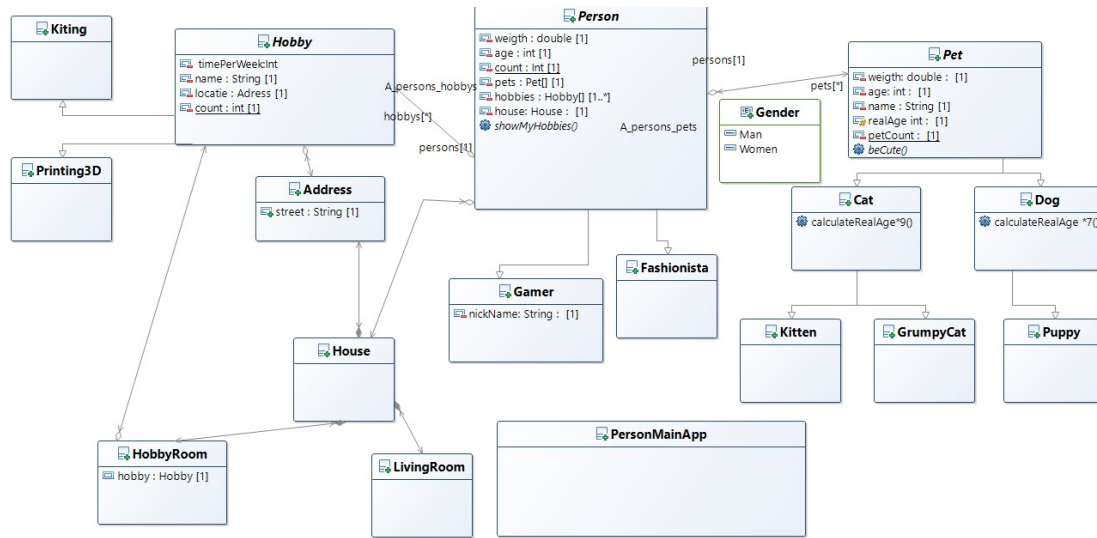 Kiting
Hobby
timePerWeek:Int
name : String [1]
locatie : Adress [1]
count : int [1]
Person
weigth : double [1]
age : int [1]
count : Int [1]
pets : Pet[] [1]
hobbies : Hobby[] [1..*]
house: House : [1]
showMyHobbies()
Pet
weigth: double : [1]
age: int : [1]
name : String [1]
realAge int : [1]
petCount : [1]
beCute()
persons[1]
pets[*]
Gender
Man
Women
A_persons_hobbys
hobbys[*]
persons[1]
A_persons_pets
Printing3D
Address
street : String [1]
Cat
calculateRealAge*9()
Dog
calculateRealAge *7()
Gamer
nickName: String : [1]
Fashionista
Kitten
GrumpyCat
Puppy
House
HobbyRoom
hobby : Hobby [1]
LivingRoom
PersonMainApp